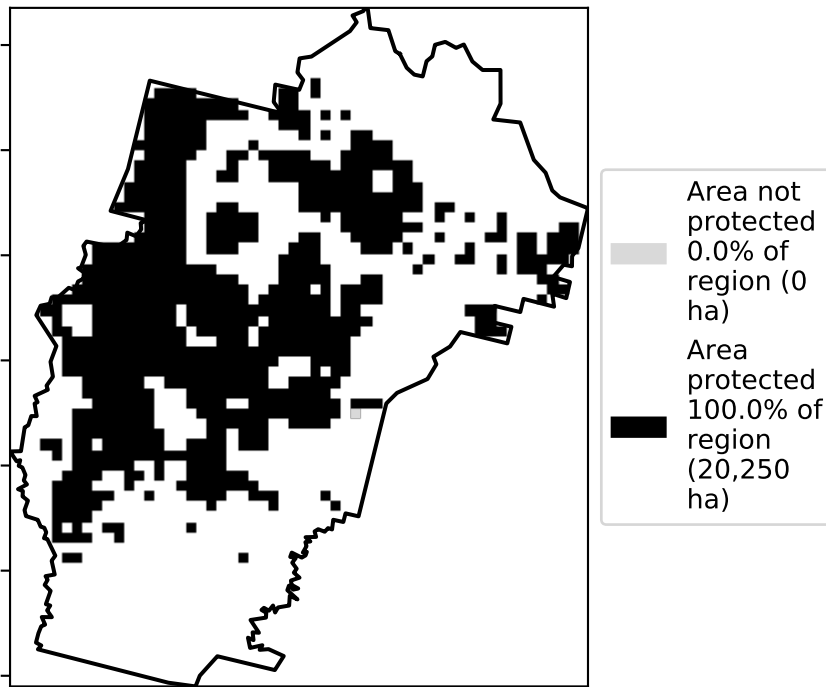 Area not
protected
0.0% of
region (0
ha)
Area
protected
100.0% of
region
(20,250
ha)